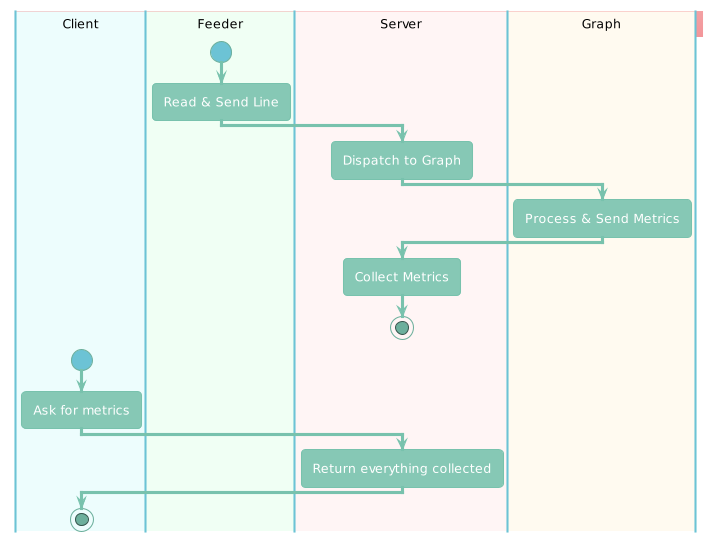 Client
Feeder
Server
Graph
Read & Send Line
Dispatch to Graph
Process & Send Metrics
Collect Metrics
Ask for metrics
Return everything collected